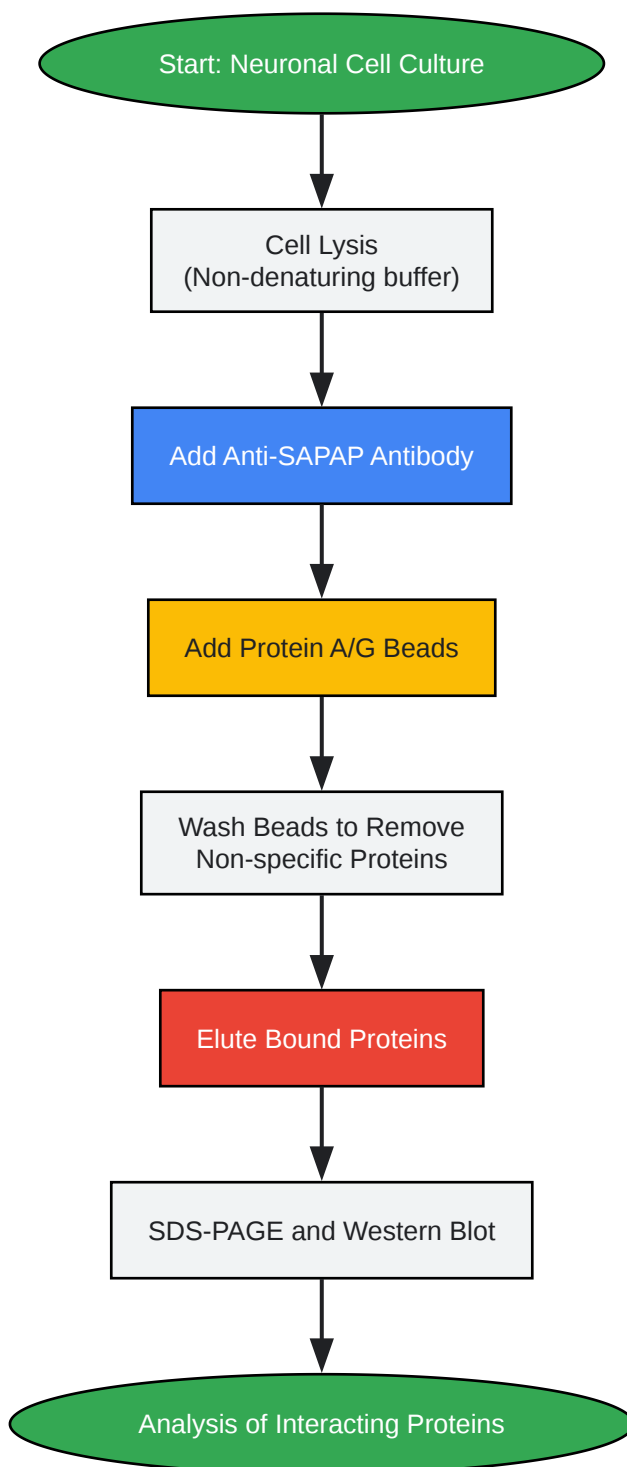 Start: Neuronal Cell Culture
Cell Lysis
(Non-denaturing buffer)
Add Anti-SAPAP Antibody
Add Protein A/G Beads
Wash Beads to Remove
Non-specific Proteins
Elute Bound Proteins
SDS-PAGE and Western Blot
Analysis of Interacting Proteins